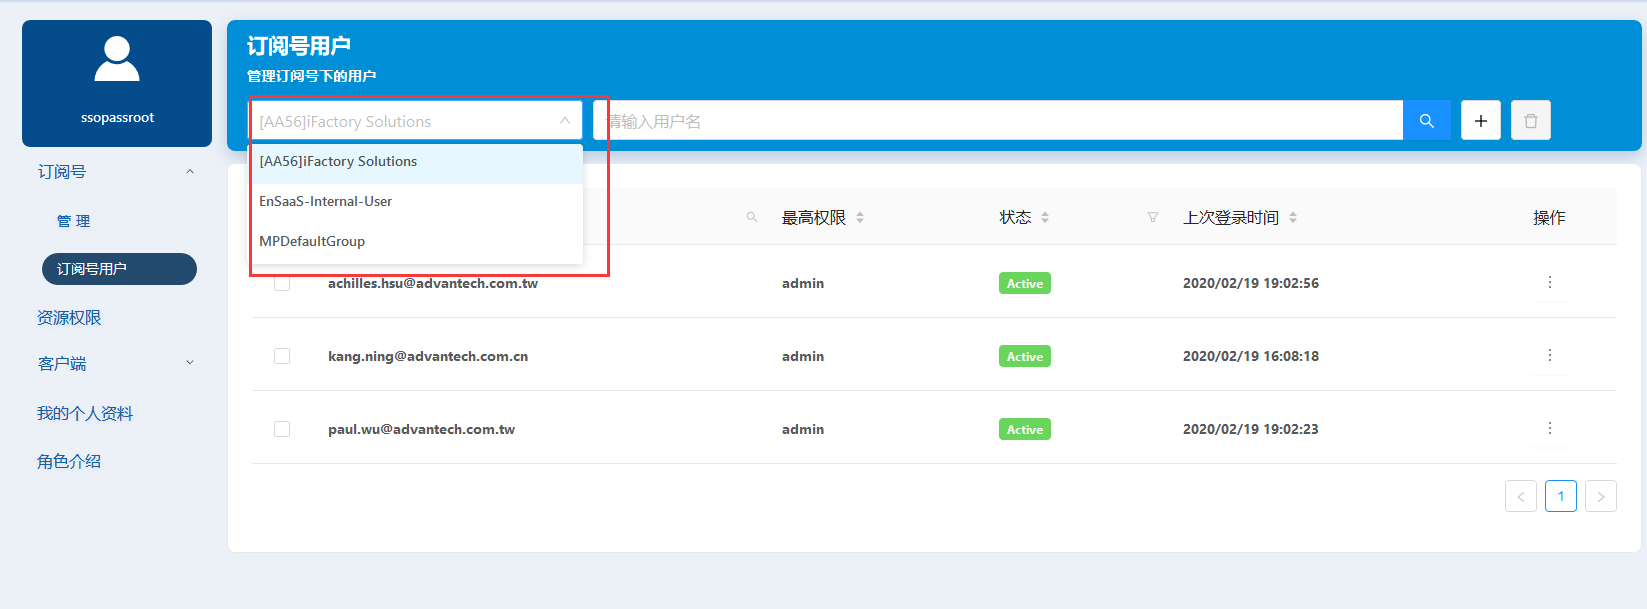 ssopassroot
订阅号
管 理
订阅号用户
资源权限
客户端
我的个人资料
角色介绍
订阅号用户
管理订阅号下的用户
[AA56]iFactory Solutions
请输入用户名
[AA56]iFactory Solutions
EnSaaS-Internal-User
MPDefaultGroup
最高权限 状态 上次登录时间 操作
achilles.hsu@advantech.com.tw admin Active 2020/02/19 19:02:56
kang.ning@advantech.com.cn admin Active 2020/02/19 16:08:18
paul.wu@advantech.com.tw admin Active 2020/02/19 19:02:23
< 1 >